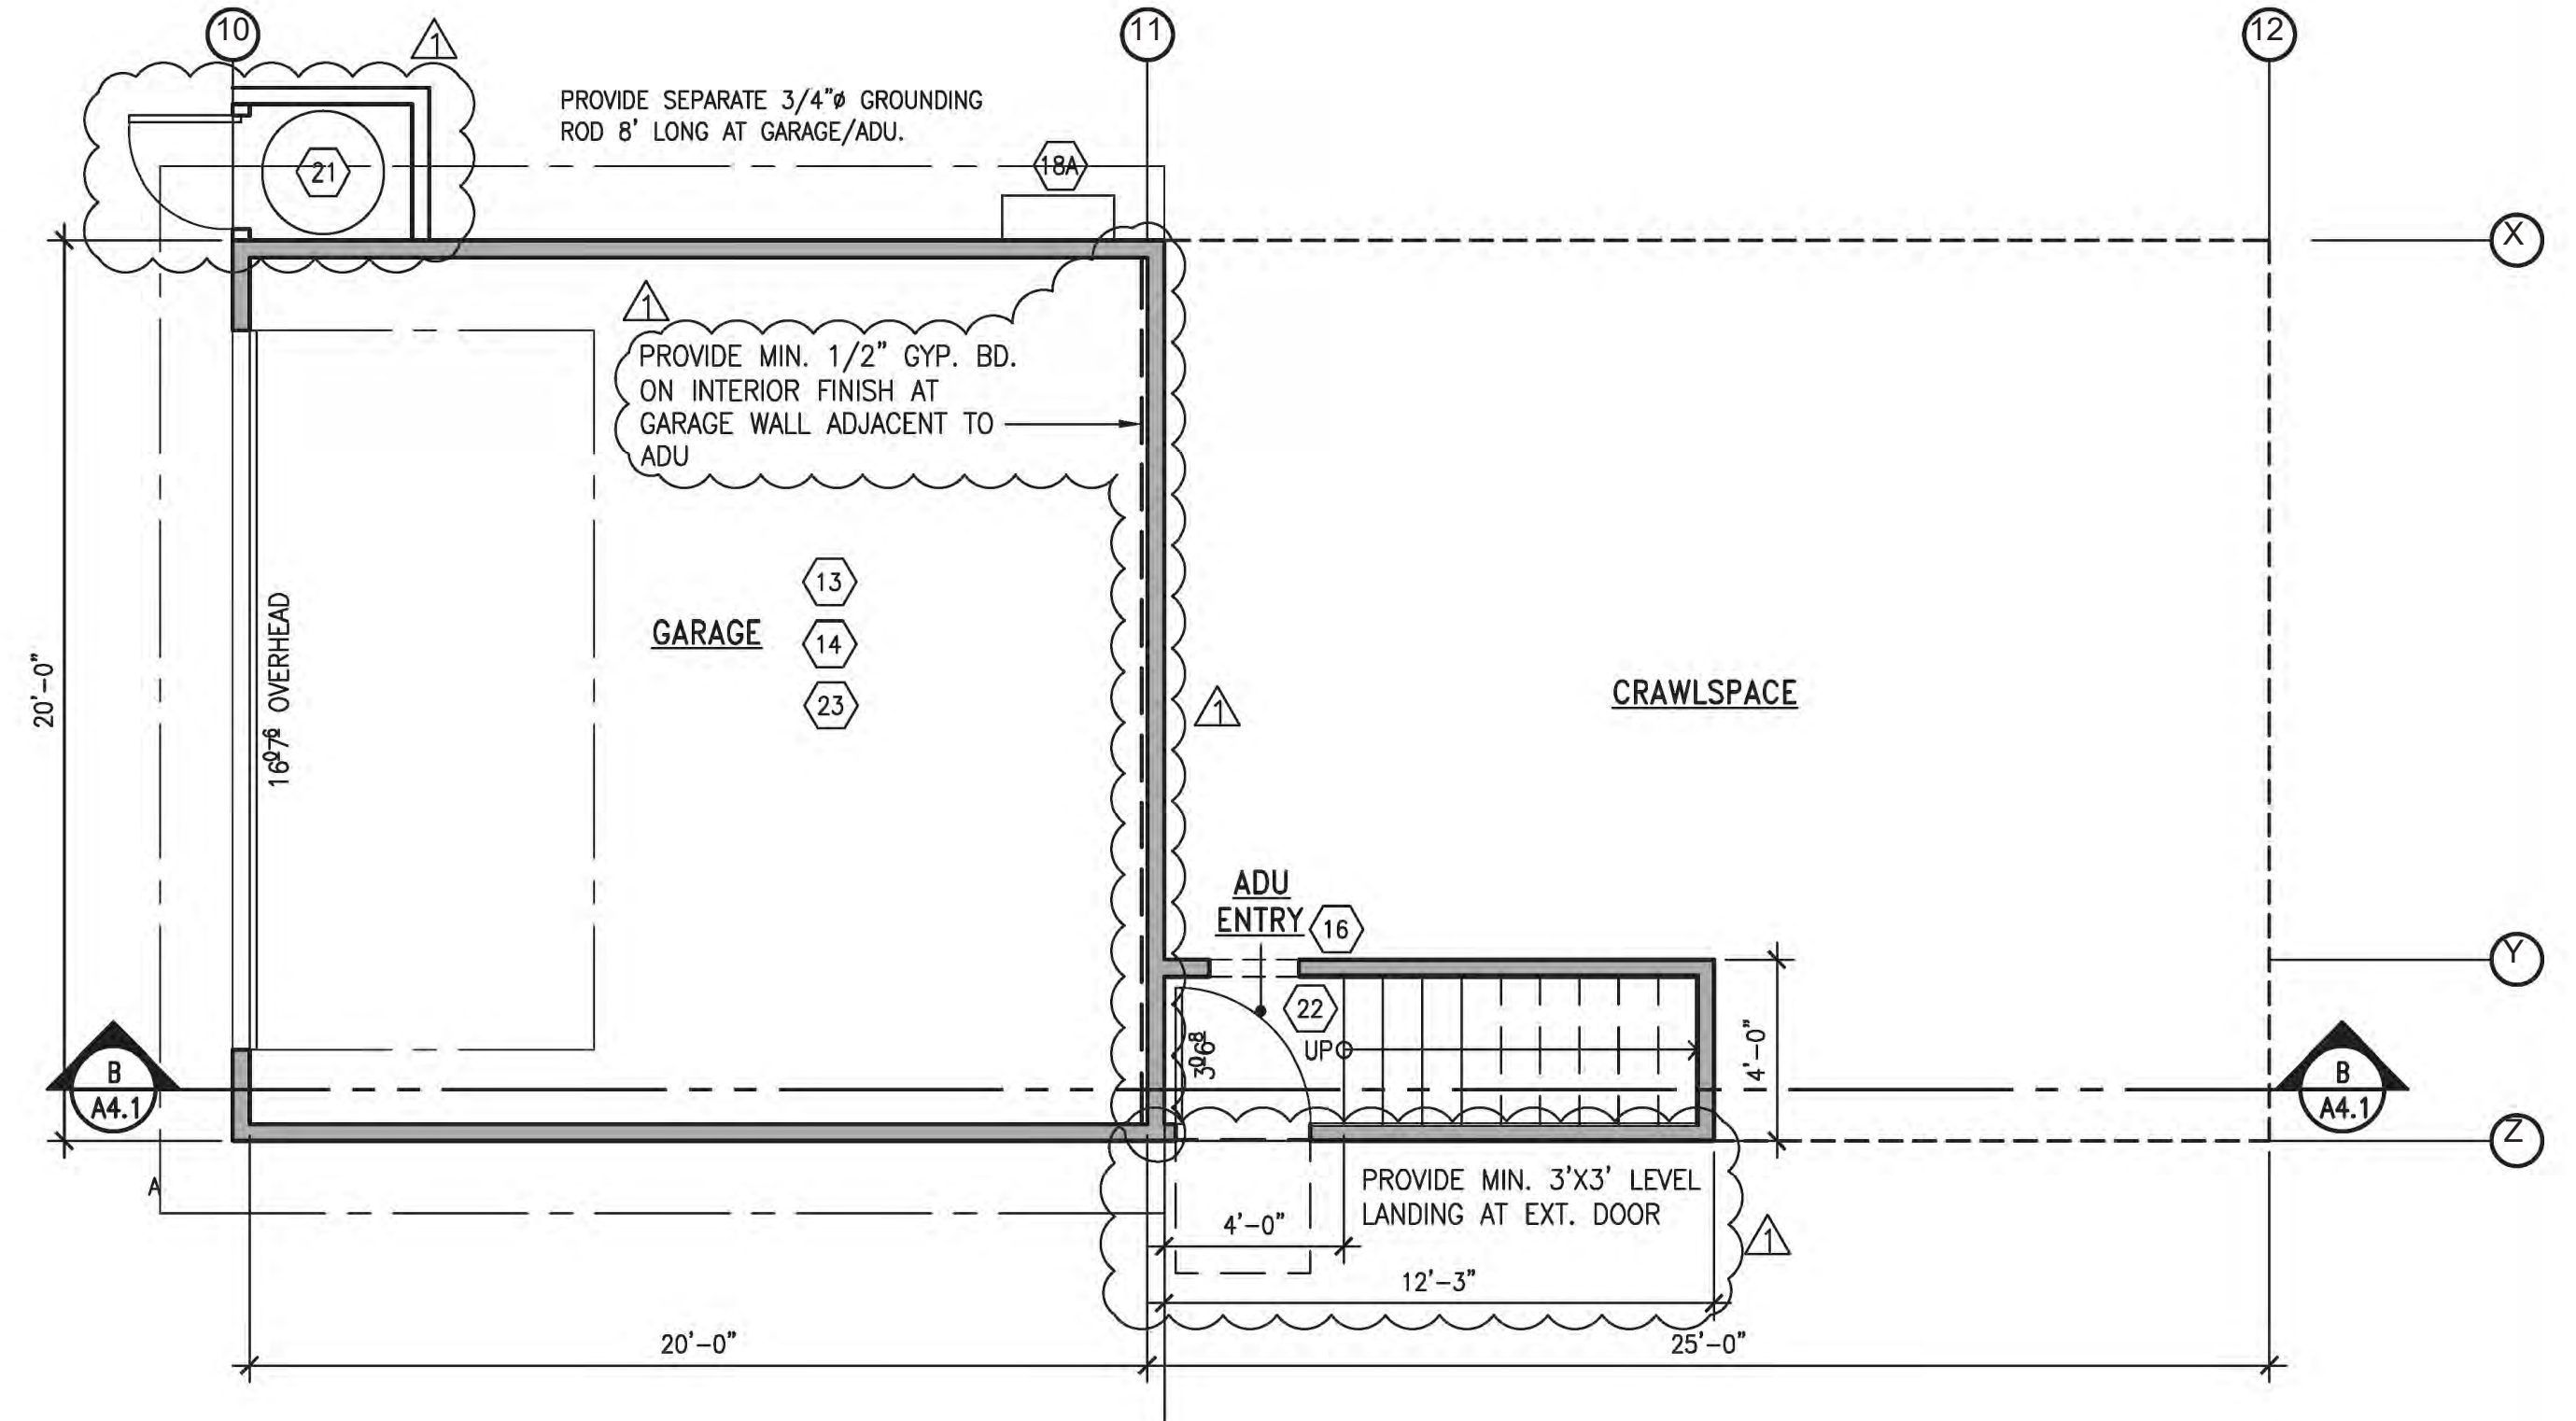 10
11
12
1
PROVIDE SEPARATE 3/4"ø GROUNDING
ROD 8' LONG AT GARAGE/ADU.
21
18A
X
1
PROVIDE MIN. 1/2" GYP. BD.
ON INTERIOR FINISH AT
GARAGE WALL ADJACENT TO
ADU
13
GARAGE
14
23
20'-0"
16⁰7⁶ OVERHEAD
1
CRAWLSPACE
ADU
ENTRY
16
Y
22
3⁰6⁸
UP
4'-0"
B
A4.1
B
A4.1
Z
A
PROVIDE MIN. 3'X3' LEVEL
LANDING AT EXT. DOOR
4'-0"
1
12'-3"
20'-0"
25'-0"